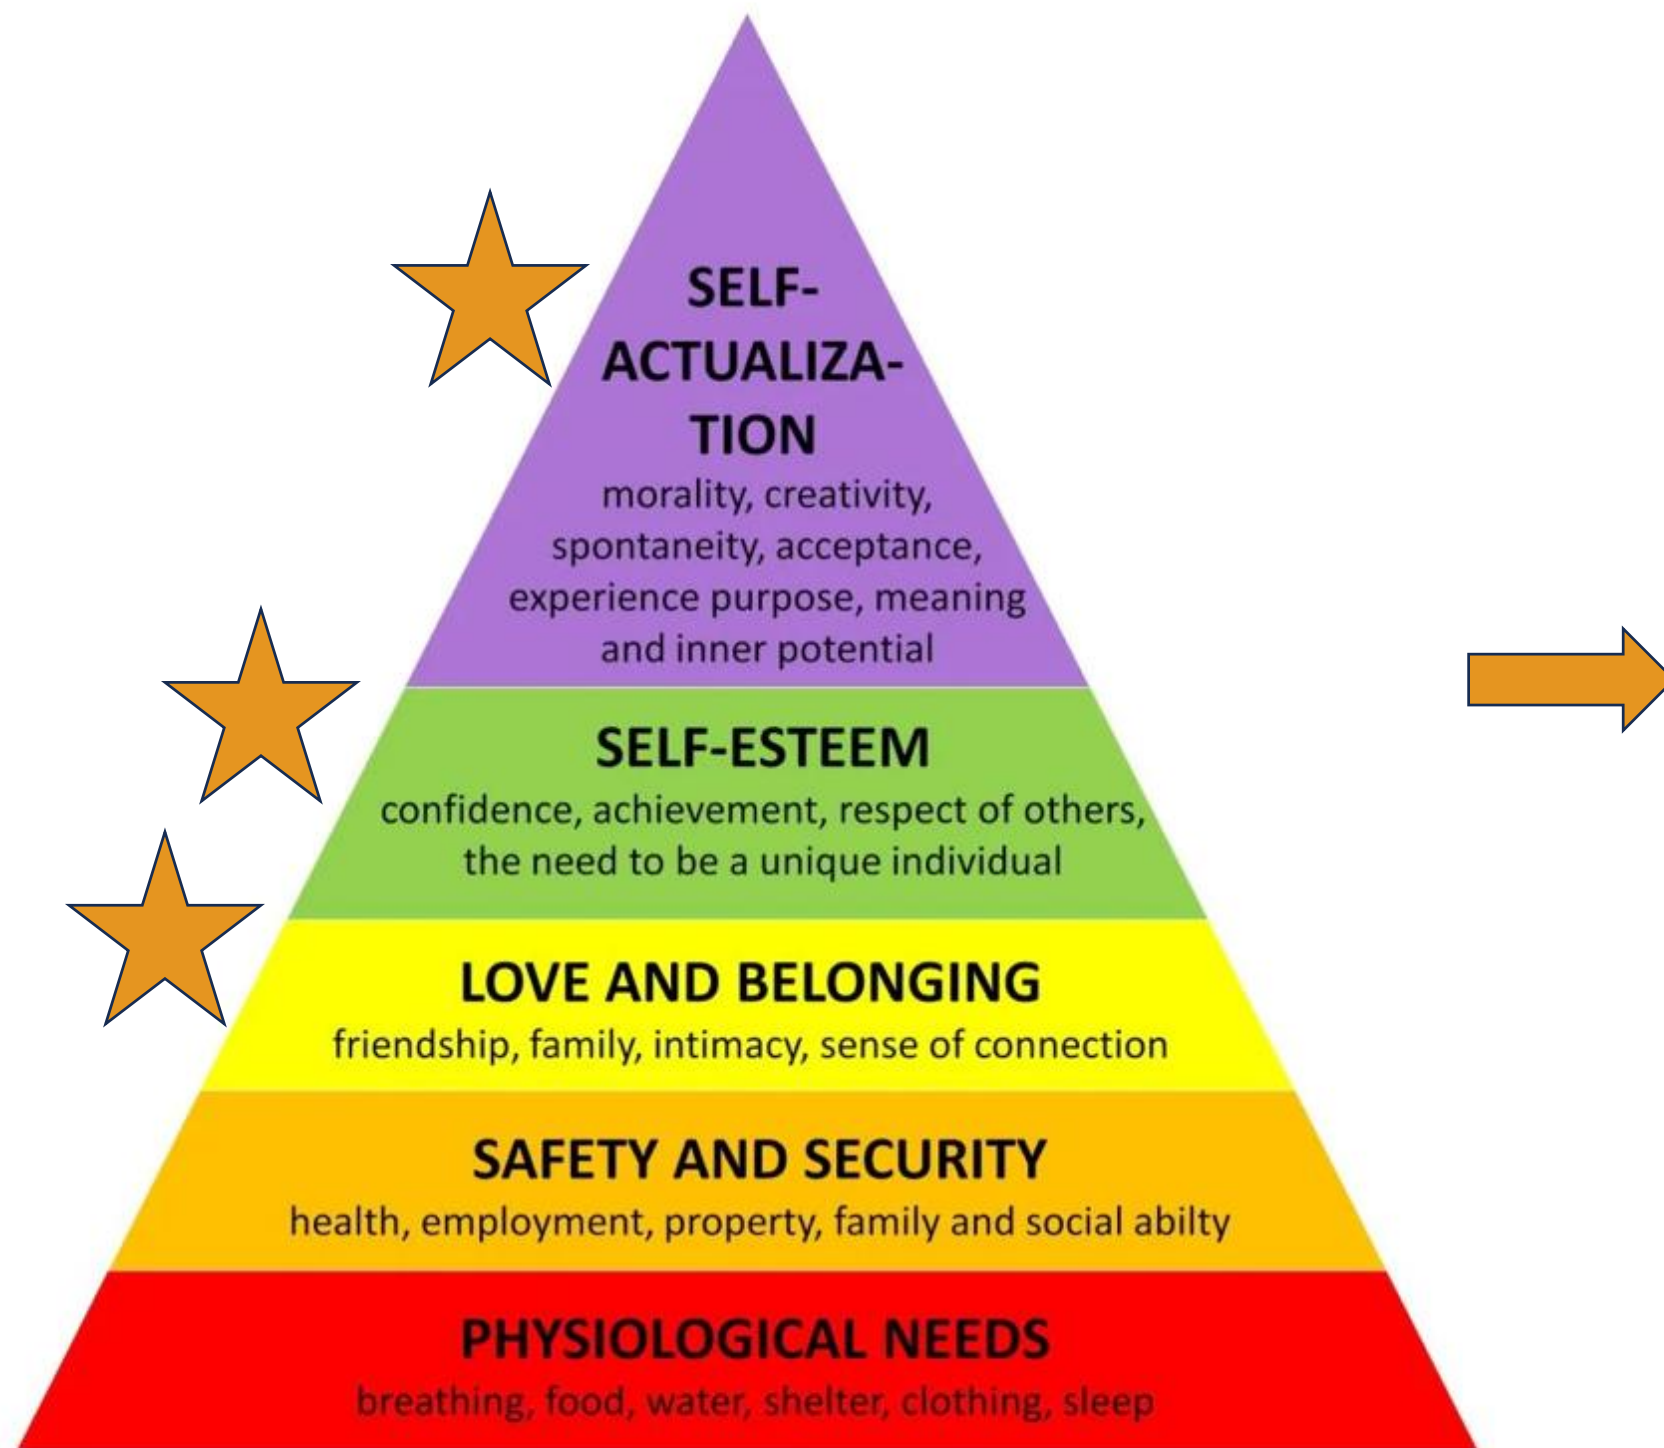 SELF-
ACTUALIZA-
TION
morality, creativity,
spontaneity, acceptance,
experience purpose, meaning
and inner potential
SELF-ESTEEM
confidence, achievement, respect of others,
the need to be a unique individual
LOVE AND BELONGING
friendship, family, intimacy, sense of connection
SAFETY AND SECURITY
health, employment, property, family and social abilty
PHYSIOLOGICAL NEEDS
breathing, food, water, shelter, clothing, sleep